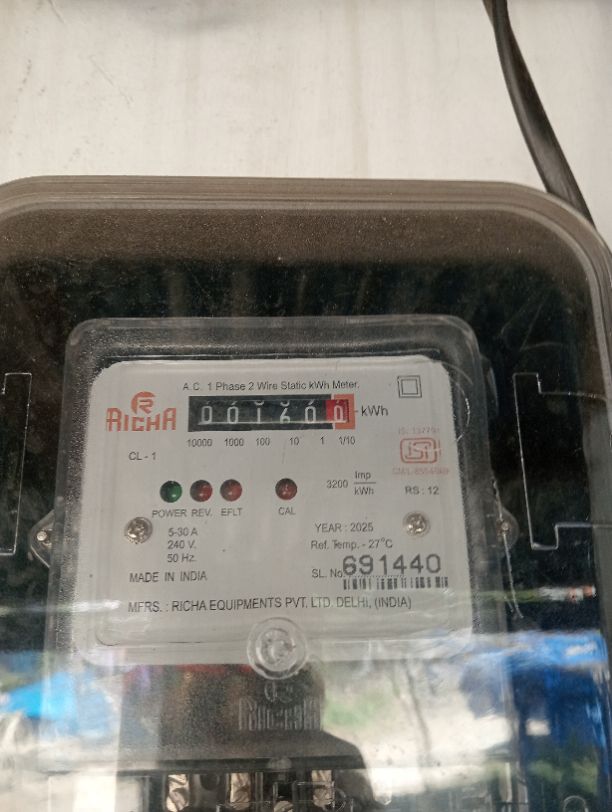 A.C. 1 Phase 2 Wire Static kWh Meter.
RICHA
001600 - kWh
10000 1000 100 10 1 1/10
CL - 1
3200 Imp/kWh
RS : 12
POWER REV. EFLT CAL
5-30 A
240 V.
50 Hz.
YEAR : 2025
Ref. Temp. - 27°C
MADE IN INDIA
SL. No. 691440
MFRS. : RICHA EQUIPMENTS PVT. LTD. DELHI, (INDIA)